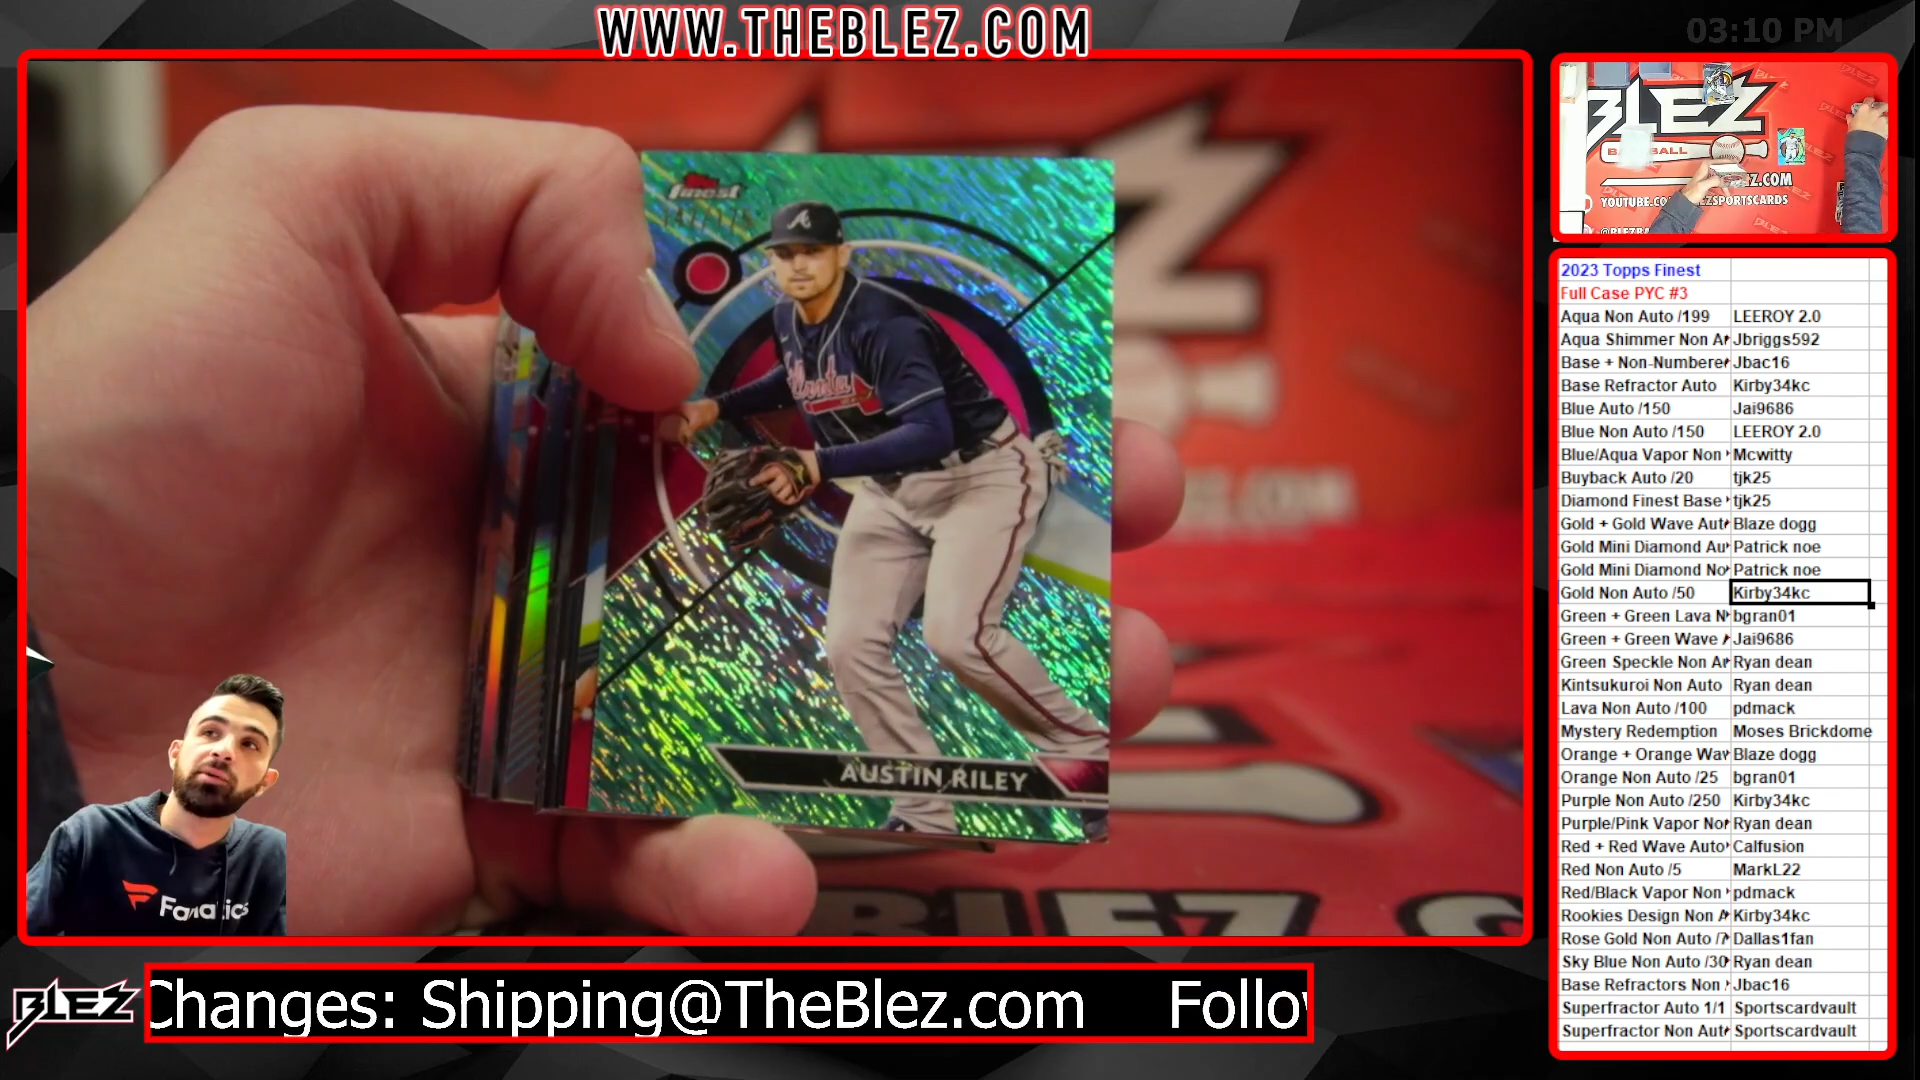 WWW.THEBLEZ.COM
03:10 PM
finest
Atlanta
AUSTIN RILEY
BLEZ
BASEBALL
EZ.COM
2023 Topps Finest
Full Case PYC #3
Aqua Non Auto /199 LEEROY 2.0
Aqua Shimmer Non A Jbriggs592
Base + Non-Numbere Jbac16
Base Refractor Auto Kirby34kc
Blue Auto /150 Jai9686
Blue Non Auto /150 LEEROY 2.0
Blue/Aqua Vapor Non Mcwitty
Buyback Auto /20 tjk25
Diamond Finest Base tjk25
Gold + Gold Wave Aut Blaze dogg
Gold Mini Diamond Au Patrick noe
Gold Mini Diamond No Patrick noe
Gold Non Auto /50 Kirby34kc
Green + Green Lava N bgran01
Green + Green Wave Jai9686
Green Speckle Non A Ryan dean
Kintsukuroi Non Auto Ryan dean
Lava Non Auto /100 pdmack
Mystery Redemption Moses Brickdome
Orange + Orange Wav Blaze dogg
Orange Non Auto /25 bgran01
Purple Non Auto /250 Kirby34kc
Purple/Pink Vapor No Ryan dean
Red + Red Wave Auto Calfusion
Red Non Auto /5 MarkL22
Red/Black Vapor Non pdmack
Rookies Design Non A Kirby34kc
Rose Gold Non Auto /7 Dallas1fan
Sky Blue Non Auto /30 Ryan dean
Base Refractors Non Jbac16
Superfractor Auto 1/1 Sportscardvault
Superfractor Non Aut Sportscardvault
Fanatics
BLEZ
Changes: Shipping@TheBlez.com Follo